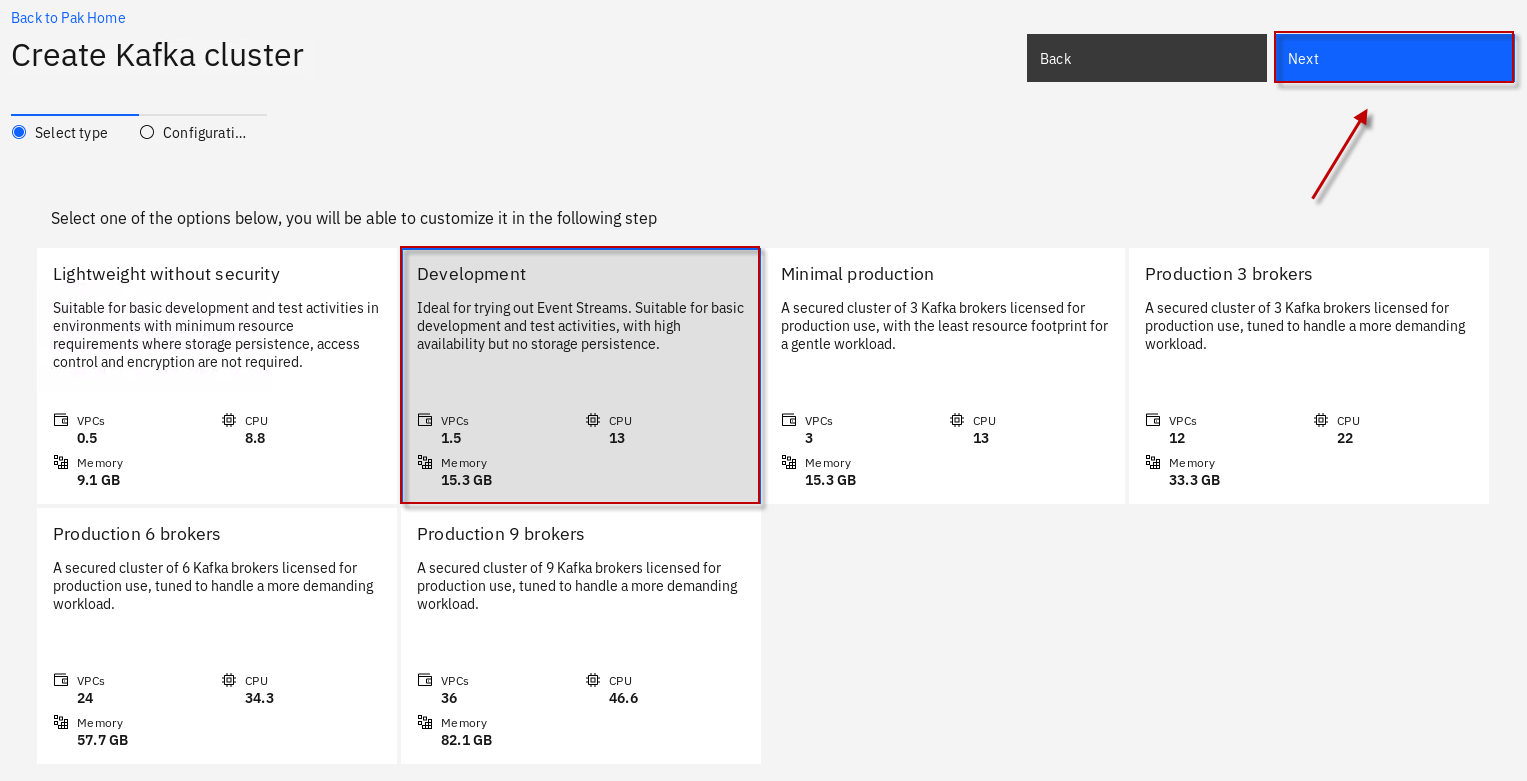 Back to Pak Home
Create Kafka cluster
Back
Next
Select type
Configurati...
Select one of the options below, you will be able to customize it in the following step
Lightweight without security
Suitable for basic development and test activities in
environments with minimum resource
requirements where storage persistence, access
control and encryption are not required.
VPCs
0.5
CPU
8.8
Memory
9.1 GB
Development
Ideal for trying out Event Streams. Suitable for basic
development and test activities, with high
availability but no storage persistence.
VPCs
1.5
CPU
13
Memory
15.3 GB
Minimal production
A secured cluster of 3 Kafka brokers licensed for
production use, with the least resource footprint for
a gentle workload.
VPCs
3
CPU
13
Memory
15.3 GB
Production 3 brokers
A secured cluster of 3 Kafka brokers licensed for
production use, tuned to handle a more demanding
workload.
VPCs
12
CPU
22
Memory
33.3 GB
Production 6 brokers
A secured cluster of 6 Kafka brokers licensed for
production use, tuned to handle a more demanding
workload.
VPCs
24
CPU
34.3
Memory
57.7 GB
Production 9 brokers
A secured cluster of 9 Kafka brokers licensed for
production use, tuned to handle a more demanding
workload.
VPCs
36
CPU
46.6
Memory
82.1 GB